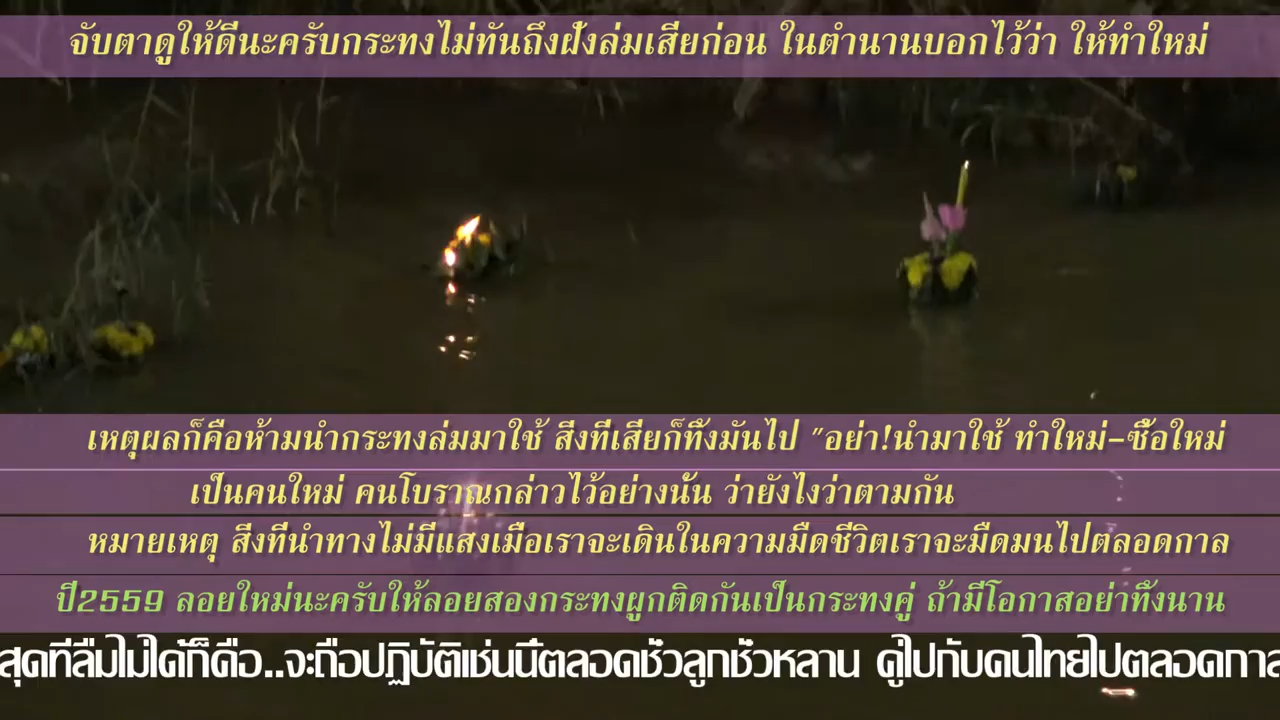 จับตาดูให้ดีนะครับกระทงไม่ทันถึงฝั่งล่มเสียก่อน ในตำนานบอกไว้ว่า ให้ทำใหม่
เหตุผลก็คือห้ามนำกระทงล่มมาใช้ สิ่งที่เสียก็ทิ้งมันไป "อย่า!นำมาใช้ ทำใหม่-ซื้อใหม่
เป็นคนใหม่ คนโบราณกล่าวไว้อย่างนั้น ว่ายังไงว่าตามกัน
หมายเหตุ สิ่งที่นำทางไม่มีแสงเมื่อเราจะเดินในความมืดชีวิตเราจะมืดมนไปตลอดกาล
ปี2559 ลอยใหม่นะครับให้ลอยสองกระทงผูกติดกันเป็นกระทงคู่ ถ้ามีโอกาสอย่าทิ้งนาน
สุดที่ลืมไม่ได้ก็คือ..จะถือปฏิบัติเช่นนี้ตลอดชั่วลูกชั่วหลาน คู่ไปกับคนไทยไปตลอดกาล